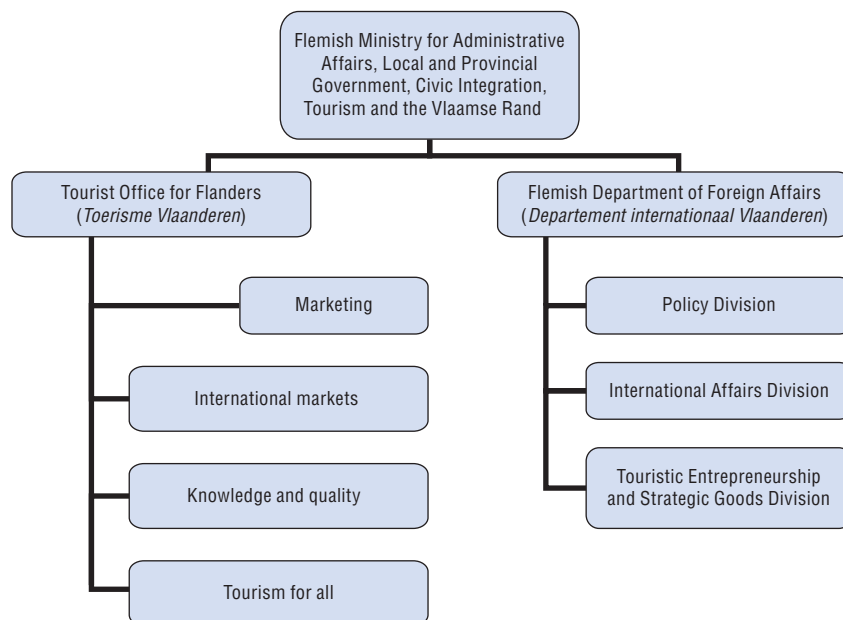 Flemish Ministry for Administrative
Affairs, Local and Provincial
Government, Civic Integration,
Tourism and the Vlaamse Rand
Tourist Office for Flanders
(Toerisme Vlaanderen)
Marketing
International markets
Knowledge and quality
Tourism for all
Flemish Department of Foreign Affairs
(Departement internationaal Vlaanderen)
Policy Division
International Affairs Division
Touristic Entrepreneurship
and Strategic Goods Division